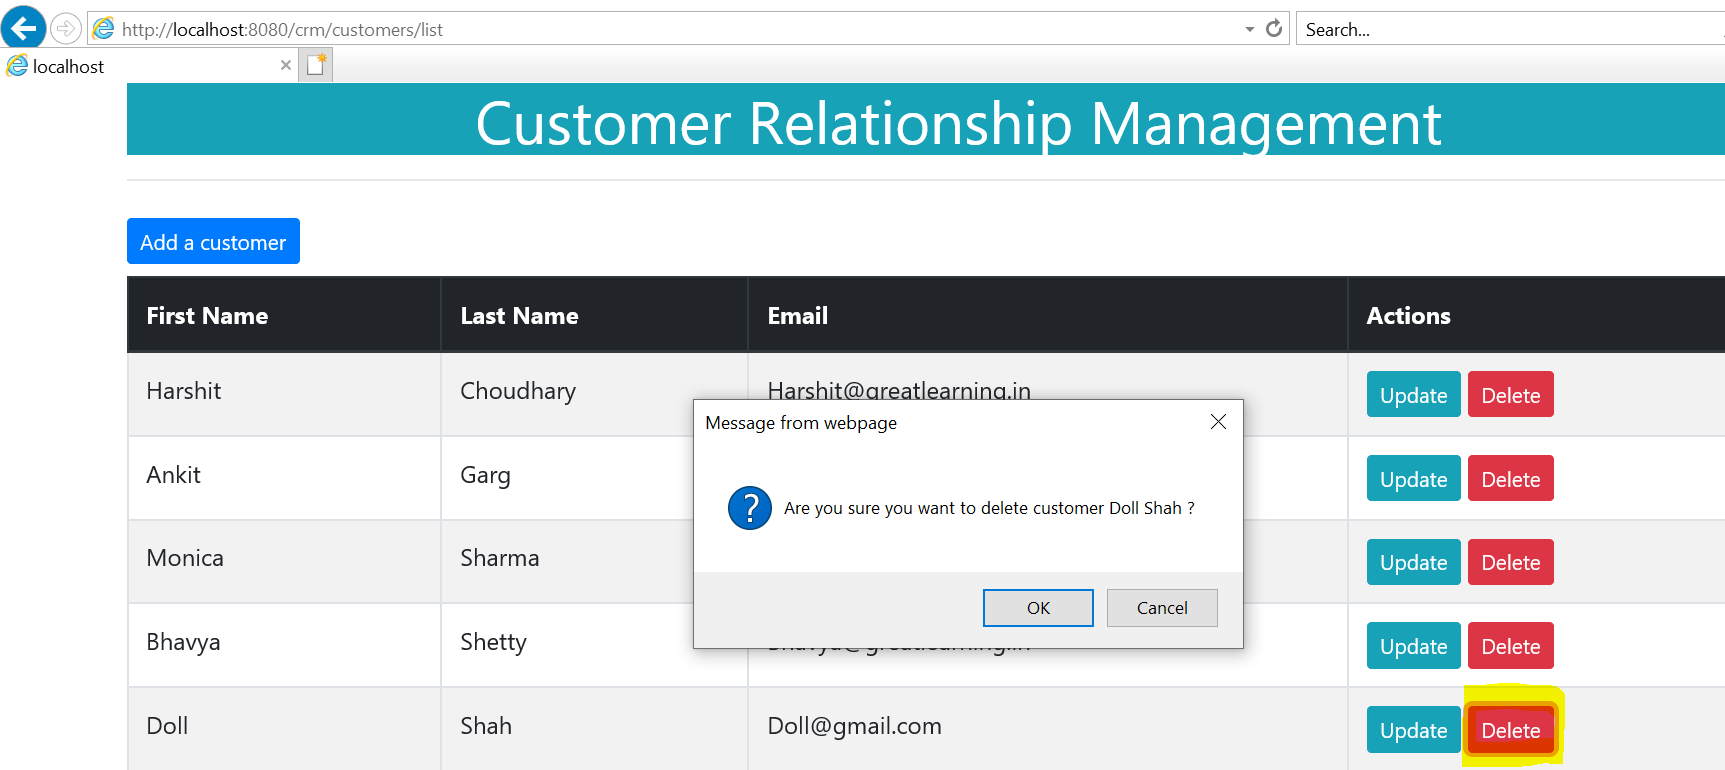 http://localhost:8080/crm/customers/list
Search...
localhost
Customer Relationship Management
Add a customer
First Name Last Name Email Actions
Harshit Choudhary Harshit@greatlearning.in Update Delete
Message from webpage
Ankit Garg Update Delete
Are you sure you want to delete customer Doll Shah ?
Monica Sharma Update Delete
OK Cancel
Bhavya Shetty Bhavya@greatlearning.in Update Delete
Doll Shah Doll@gmail.com Update Delete